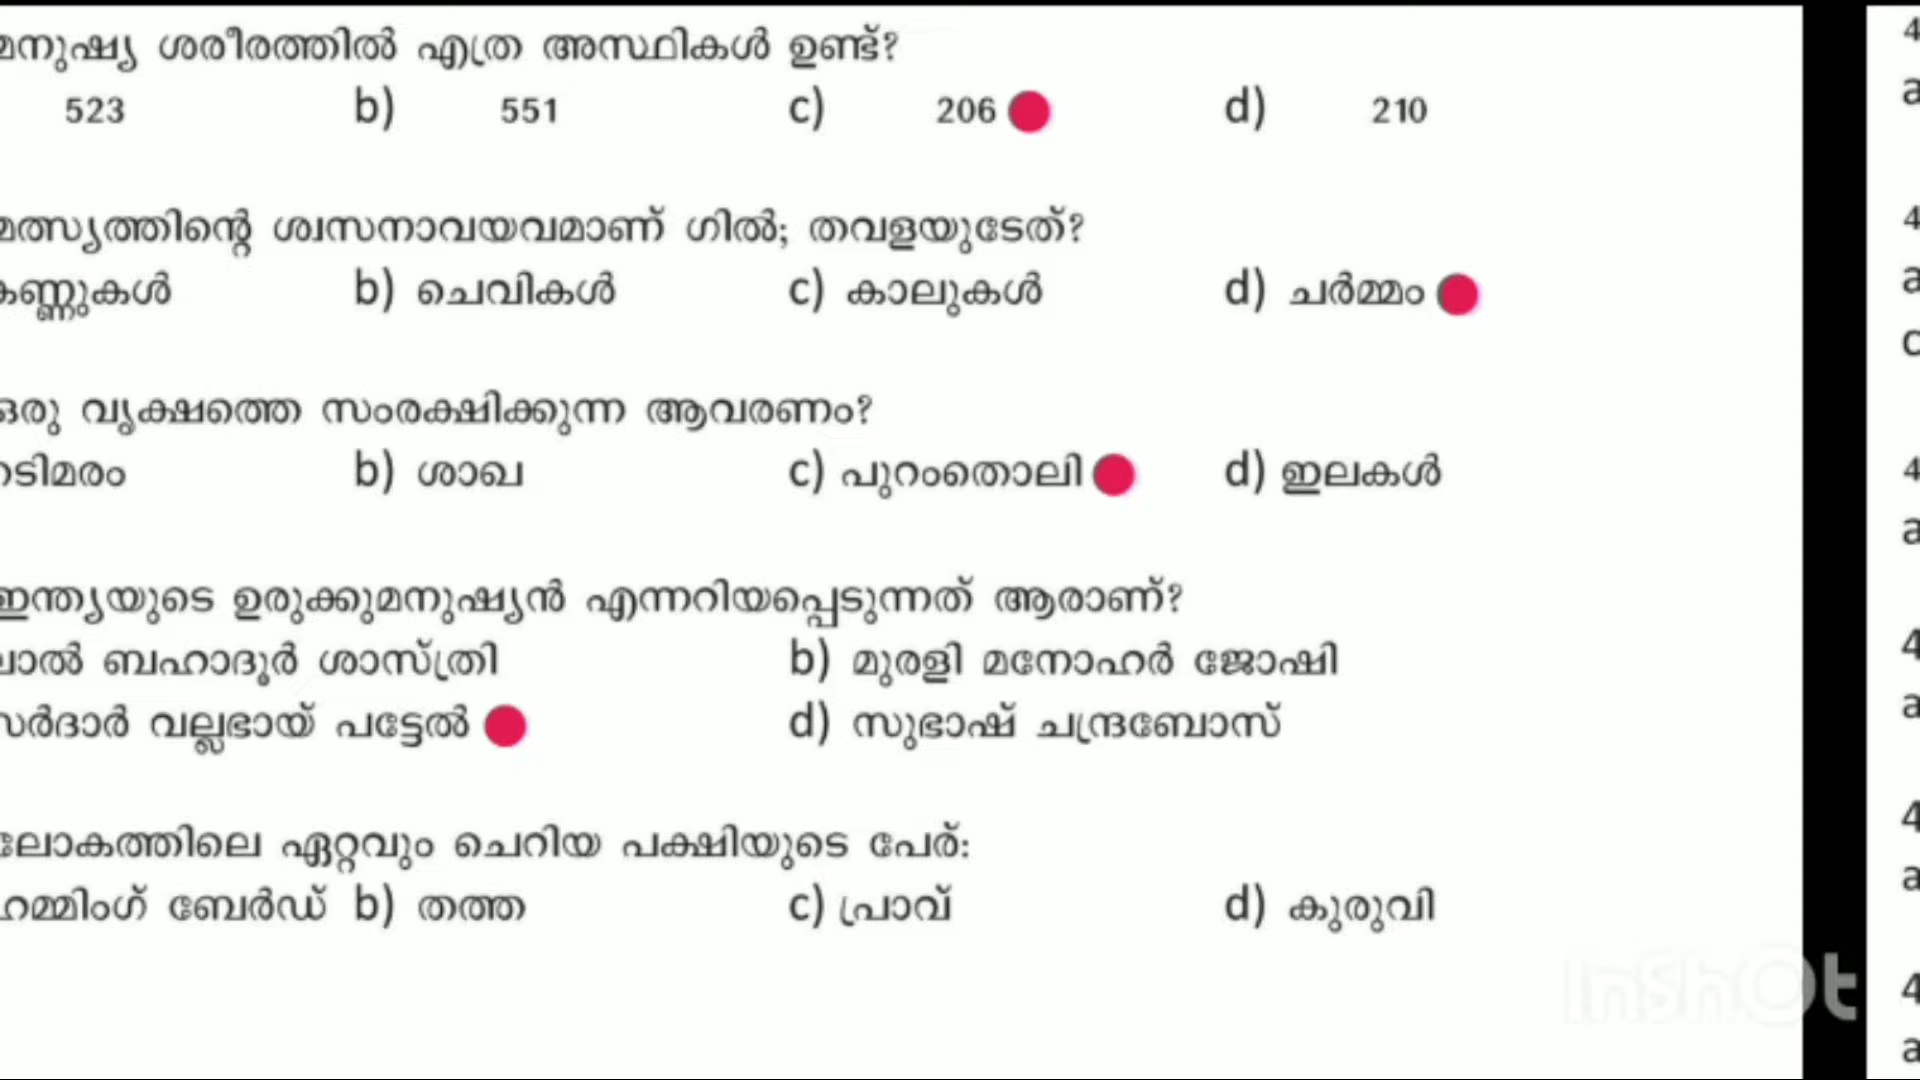 മനുഷ്യ ശരീരത്തിൽ എത്ര അസ്ഥികൾ ഉണ്ട്?
523 b) 551 c) 206 d) 210
മത്സ്യത്തിന്റെ ശ്വസനാവയവമാണ് ഗിൽ; തവളയുടേത്?
കണ്ണുകൾ b) ചെവികൾ c) കാലുകൾ d) ചർമ്മം
ഒരു വൃക്ഷത്തെ സംരക്ഷിക്കുന്ന ആവരണം?
b) ശാഖ c) പുറംതൊലി d) ഇലകൾ
ഇന്ത്യയുടെ ഉരുക്കുമനുഷ്യൻ എന്നറിയപ്പെടുന്നത് ആരാണ്?
ലാൽ ബഹാദൂർ ശാസ്ത്രി b) മുരളി മനോഹർ ജോഷി
സർദാർ വല്ലഭായ് പട്ടേൽ d) സുഭാഷ് ചന്ദ്രബോസ്
ലോകത്തിലെ ഏറ്റവും ചെറിയ പക്ഷിയുടെ പേര്:
ഹമ്മിംഗ് ബേർഡ് b) തത്ത c) പ്രാവ് d) കുരുവി
InShOt